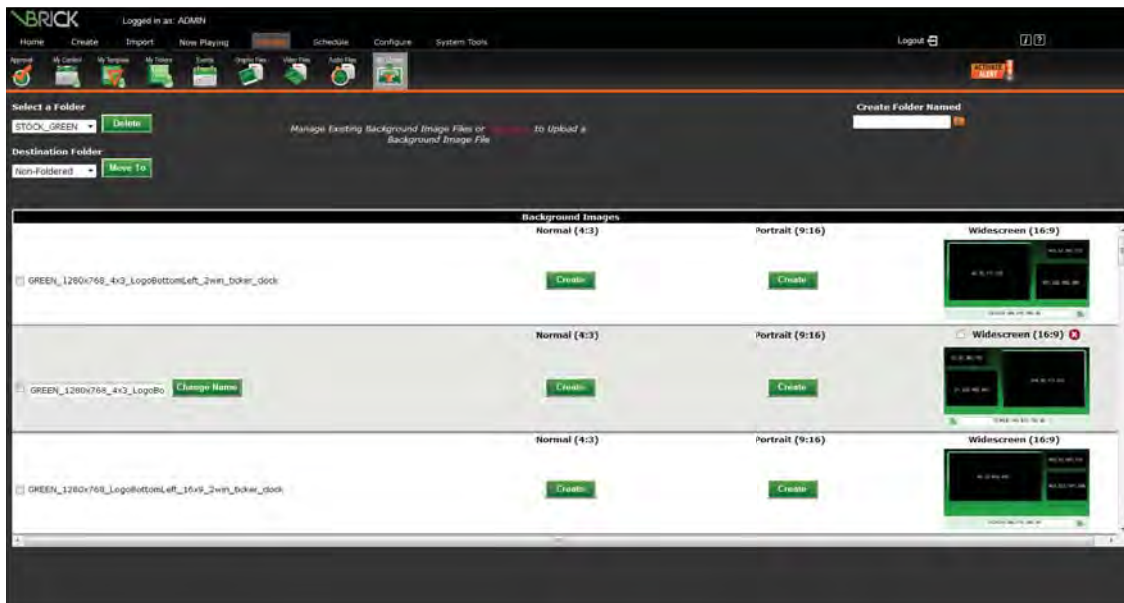 VBRICK
Logged in as: ADMIN
Home Create Import Now Playing Schedule Configure System Tools
Logout
Approval My Content My Templates My Tickers Events Graphic Files Video Files Audio Files
ACTIVATE ALERT
Select a Folder
STOCK_GREEN Delete
Manage Existing Background Image Files or to Upload a
Background Image File
Create Folder Named
Destination Folder
Non-Foldered Move To
Background Images
Normal (4:3) Portrait (9:16) Widescreen (16:9)
GREEN_1280x768_4x3_LogoBottomLeft_2win_ticker_clock Create Create
Normal (4:3) Portrait (9:16) Widescreen (16:9)
GREEN_1280x768_4x3_LogoBo Change Name Create Create
Normal (4:3) Portrait (9:16) Widescreen (16:9)
GREEN_1280x768_LogoBottomLeft_16x9_2win_ticker_clock Create Create